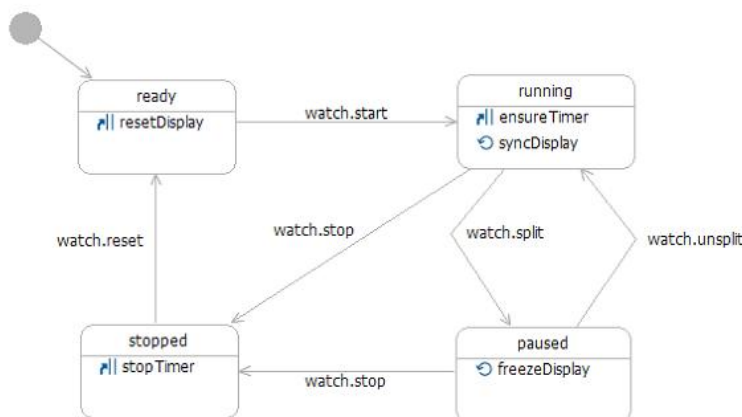 ready
resetDisplay
watch.start
running
ensureTimer
syncDisplay
watch.reset
watch.stop
watch.split
watch.unsplit
stopped
stopTimer
watch.stop
paused
freezeDisplay